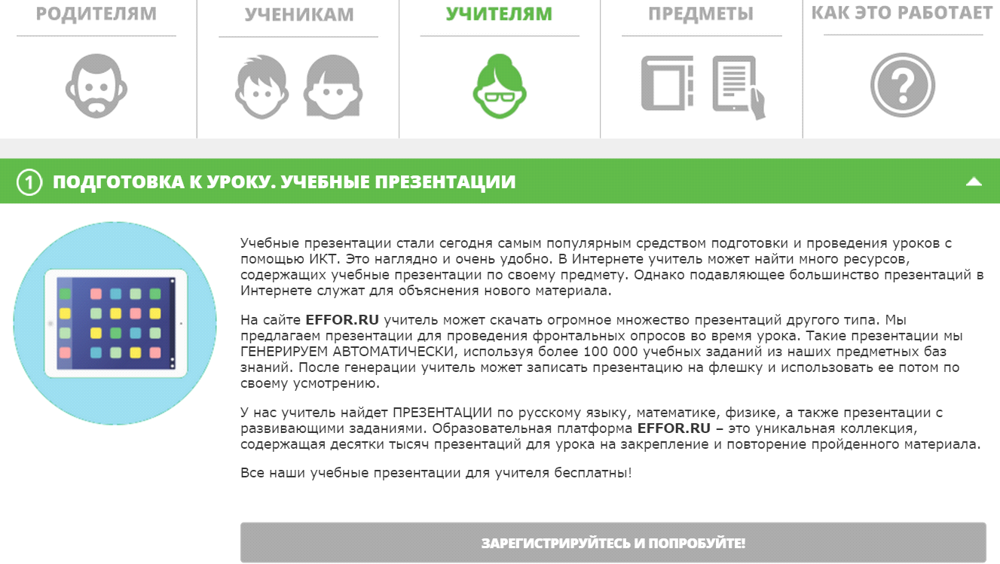 РОДИТЕЛЯМ
УЧЕНИКАМ
УЧИТЕЛЯМ
ПРЕДМЕТЫ
КАК ЭТО РАБОТАЕТ
?
1 ПОДГОТОВКА К УРОКУ. УЧЕБНЫЕ ПРЕЗЕНТАЦИИ
Учебные презентации стали сегодня самым популярным средством подготовки и проведения уроков с
помощью ИКТ. Это наглядно и очень удобно. В Интернете учитель может найти много ресурсов,
содержащих учебные презентации по своему предмету. Однако подавляющее большинство презентаций в
Интернете служат для объяснения нового материала.
На сайте EFFOR.RU учитель может скачать огромное множество презентаций другого типа. Мы
предлагаем презентации для проведения фронтальных опросов во время урока. Такие презентации мы
ГЕНЕРИРУЕМ АВТОМАТИЧЕСКИ, используя более 100 000 учебных заданий из наших предметных баз
знаний. После генерации учитель может записать презентацию на флешку и использовать ее потом по
своему усмотрению.
У нас учитель найдет ПРЕЗЕНТАЦИИ по русскому языку, математике, физике, а также презентации с
развивающими заданиями. Образовательная платформа EFFOR.RU – это уникальная коллекция,
содержащая десятки тысяч презентаций для урока на закрепление и повторение пройденного материала.
Все наши учебные презентации для учителя бесплатны!
ЗАРЕГИСТРИРУЙТЕСЬ И ПОПРОБУЙТЕ!